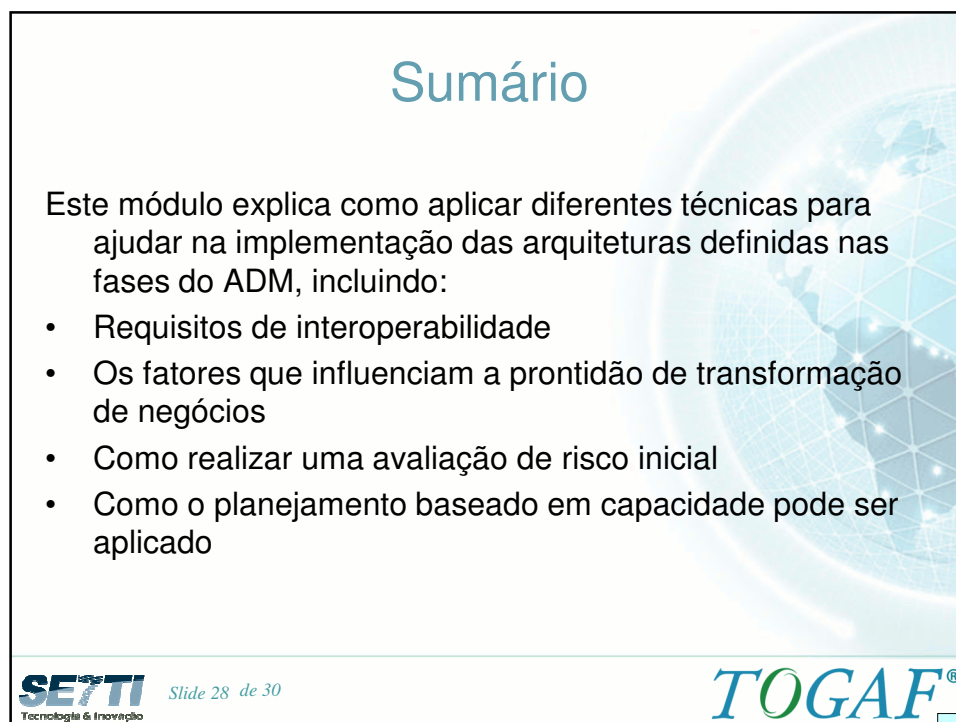 Sumário
Este módulo explica como aplicar diferentes técnicas para
ajudar na implementação das arquiteturas definidas nas
fases do ADM, incluindo:
• Requisitos de interoperabilidade
• Os fatores que influenciam a prontidão de transformação
de negócios
• Como realizar uma avaliação de risco inicial
• Como o planejamento baseado em capacidade pode ser
aplicado
SETTI
Tecnologia & Inovação
Slide 28 de 30
TOGAF®